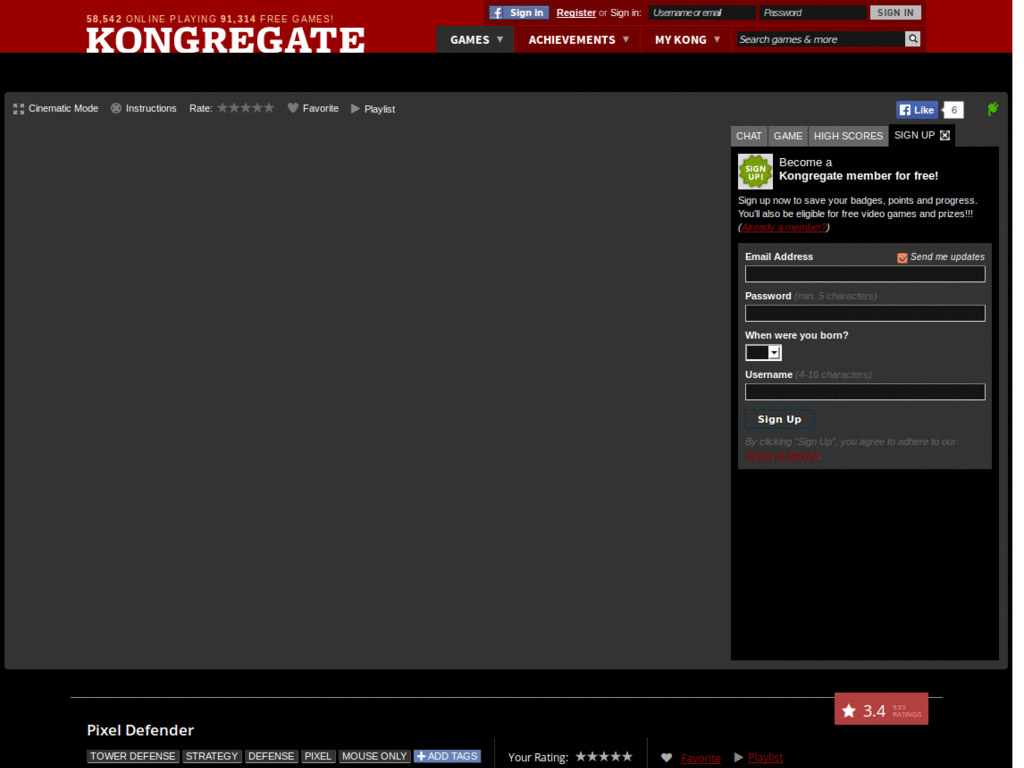 58,542 ONLINE PLAYING 91,314 FREE GAMES!
KONGREGATE
Sign in Register or Sign in: Username or email Password SIGN IN
GAMES ACHIEVEMENTS MY KONG Search games & more
Cinematic Mode Instructions Rate: Favorite Playlist
Like 6
CHAT GAME HIGH SCORES SIGN UP
SIGN UP!
Become a
Kongregate member for free!
Sign up now to save your badges, points and progress.
You'll also be eligible for free video games and prizes!!!
(Already a member?)
Email Address Send me updates
Password (min. 5 characters)
When were you born?
Username (4-16 characters)
Sign Up
By clicking "Sign Up", you agree to adhere to our
Terms of Service.
3.4 939 RATINGS
Pixel Defender
TOWER DEFENSE STRATEGY DEFENSE PIXEL MOUSE ONLY ADD TAGS
Your Rating: Favorite Playlist